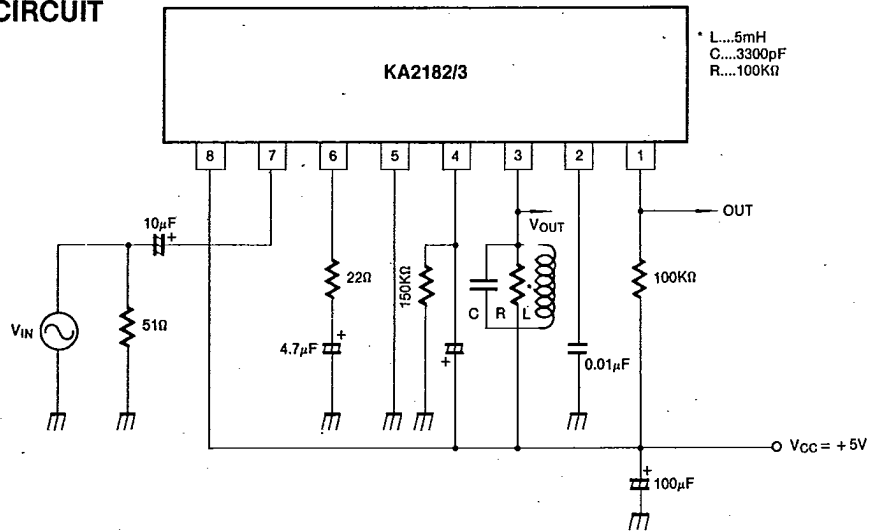 CIRCUIT
KA2182/3
* L....5mH
C....3300pF
R....100KΩ
8 7 6 5 4 3 2 1
10μF
+
VOUT
OUT
VIN
51Ω
22Ω
150KΩ
*
100KΩ
4.7μF
+
+
C R L
0.01μF
VCC = +5V
+
100μF